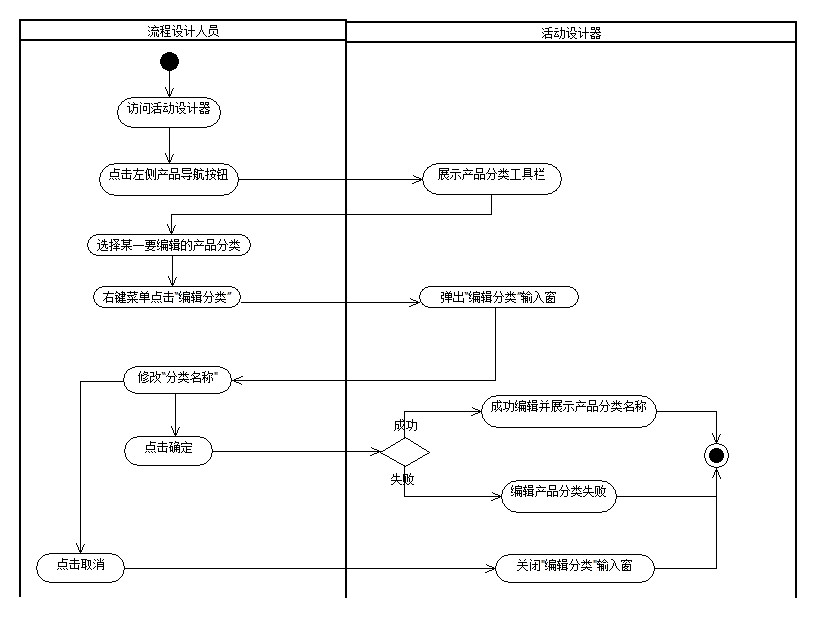 流程设计人员
活动设计器
访问活动设计器
点击左侧产品导航按钮
展示产品分类工具栏
选择某一要编辑的产品分类
右键菜单点击"编辑分类"
弹出"编辑分类"输入窗
修改"分类名称"
成功编辑并展示产品分类名称
成功
点击确定
失败
编辑产品分类失败
点击取消
关闭"编辑分类"输入窗